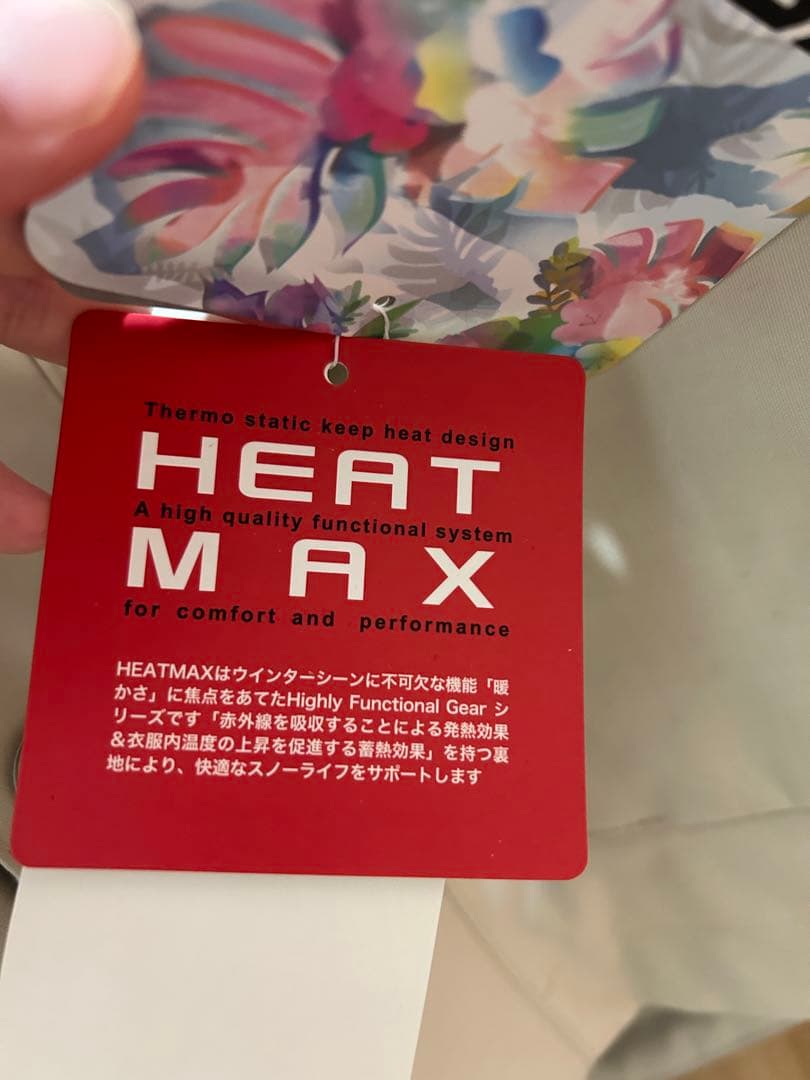 Thermo static keep heat design
HEAT
A high quality functional system
MAX
for comfort and performance
HEATMAXはウインターシーンに不可欠な機能「暖
かさ」に焦点をあてたHighly Functional Gear シ
リーズです「赤外線を吸収することによる発熱効果
&衣服内温度の上昇を促進する蓄熱効果」を持つ裏
地により、快適なスノーライフをサポートします